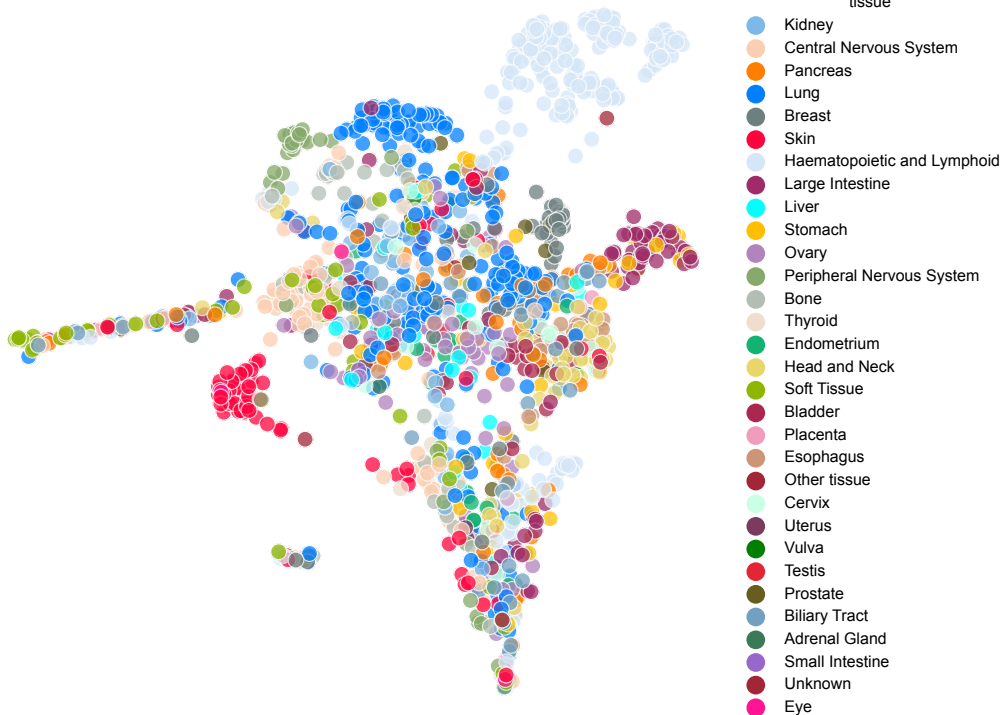 tissue
Kidney
Central Nervous System
Pancreas
Lung
Breast
Skin
Haematopoietic and Lymphoid
Large Intestine
Liver
Stomach
Ovary
Peripheral Nervous System
Bone
Thyroid
Endometrium
Head and Neck
Soft Tissue
Bladder
Placenta
Esophagus
Other tissue
Cervix
Uterus
Vulva
Testis
Prostate
Biliary Tract
Adrenal Gland
Small Intestine
Unknown
Eye